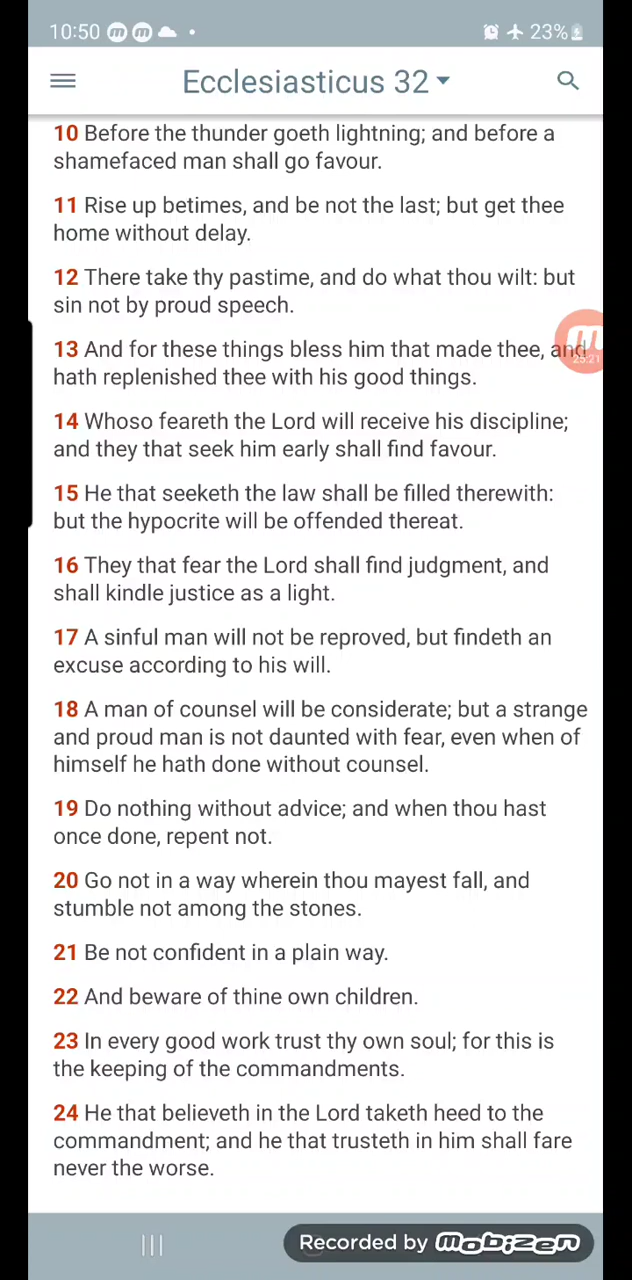 10:50 m m
23%
Ecclesiasticus 32
10 Before the thunder goeth lightning; and before a
shamefaced man shall go favour.
11 Rise up betimes, and be not the last; but get thee
home without delay.
12 There take thy pastime, and do what thou wilt: but
sin not by proud speech.
13 And for these things bless him that made thee, and
hath replenished thee with his good things.
m
25:21
14 Whoso feareth the Lord will receive his discipline;
and they that seek him early shall find favour.
15 He that seeketh the law shall be filled therewith:
but the hypocrite will be offended thereat.
16 They that fear the Lord shall find judgment, and
shall kindle justice as a light.
17 A sinful man will not be reproved, but findeth an
excuse according to his will.
18 A man of counsel will be considerate; but a strange
and proud man is not daunted with fear, even when of
himself he hath done without counsel.
19 Do nothing without advice; and when thou hast
once done, repent not.
20 Go not in a way wherein thou mayest fall, and
stumble not among the stones.
21 Be not confident in a plain way.
22 And beware of thine own children.
23 In every good work trust thy own soul; for this is
the keeping of the commandments.
24 He that believeth in the Lord taketh heed to the
commandment; and he that trusteth in him shall fare
never the worse.
Recorded by mobizen